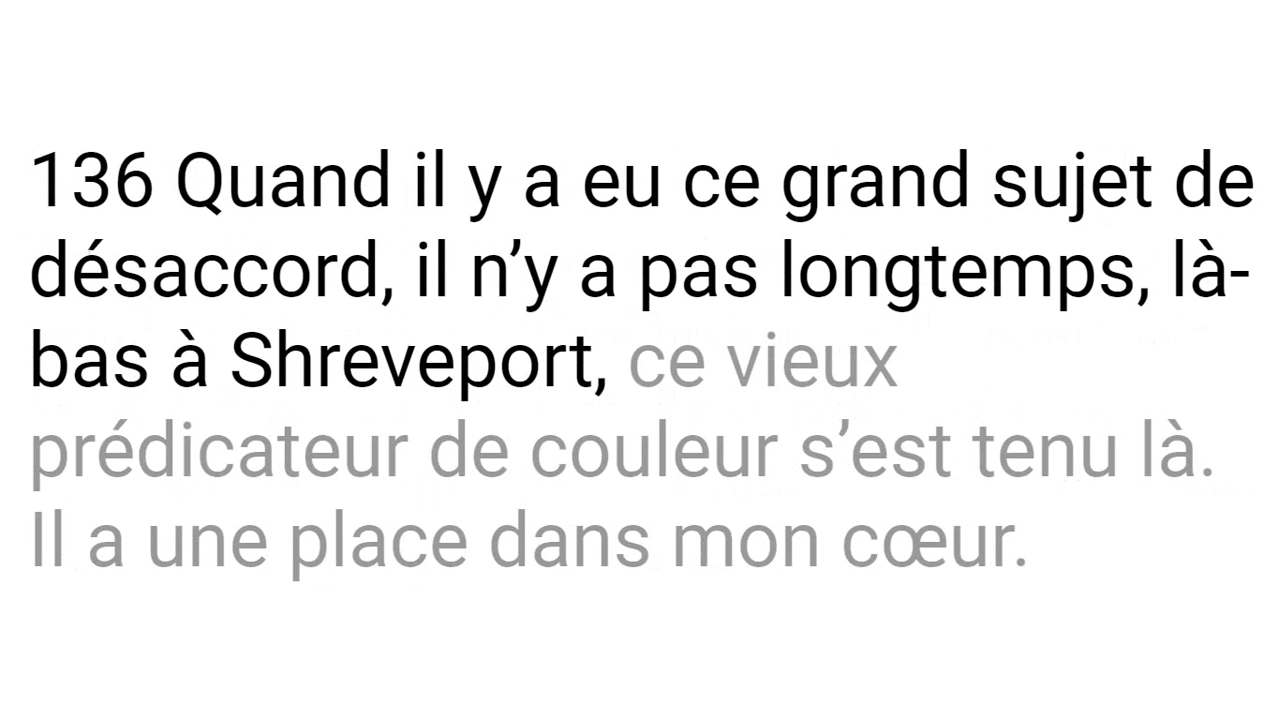 136 Quand il y a eu ce grand sujet de
désaccord, il n’y a pas longtemps, là-
bas à Shreveport, ce vieux
prédicateur de couleur s’est tenu là.
Il a une place dans mon cœur.